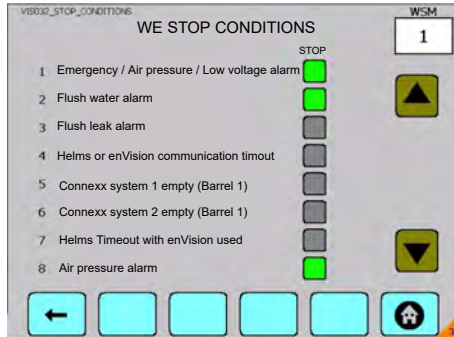 VIS032_STOP_CONDITIONS
WSM
WE STOP CONDITIONS
1
STOP
1 Emergency / Air pressure / Low voltage alarm
2 Flush water alarm
3 Flush leak alarm
4 Helms or enVision communication timout
5 Connexx system 1 empty (Barrel 1)
6 Connexx system 2 empty (Barrel 1)
7 Helms Timeout with enVision used
8 Air pressure alarm